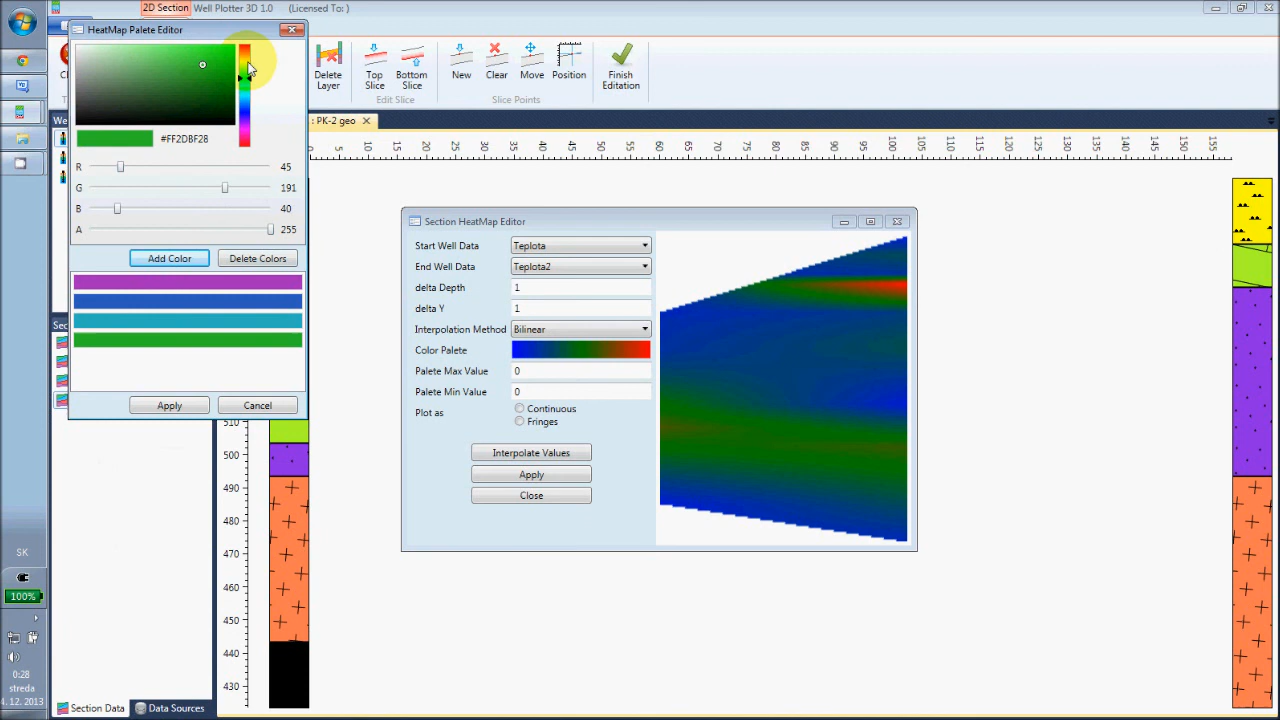 2D Section
Well Plotter 3D 1.0 (Licensed To: )
HeatMap Palete Editor
#FF2DBF28
R 45
G 191
B 40
A 255
Add Color
Delete Colors
Apply
Cancel
Delete
Layer
Top
Slice
Bottom
Slice
Edit Slice
New
Clear
Move
Position
Slice Points
Finish
Editation
: PK-2 geo
5 10 15 20 25 30 35 40 45 50 55 60 65 70 75 80 85 90 95 100 105 110 115 120 125 130 135 140 145 150 155
Section HeatMap Editor
Start Well Data Teplota
End Well Data Teplota2
delta Depth 1
delta Y 1
Interpolation Method Bilinear
Color Palete
Palete Max Value 0
Palete Min Value 0
Plot as
Continuous
Fringes
Interpolate Values
Apply
Close
510
500
490
480
470
460
450
440
430
SK
100%
0:28
streda
4. 12. 2013
Section Data
Data Sources